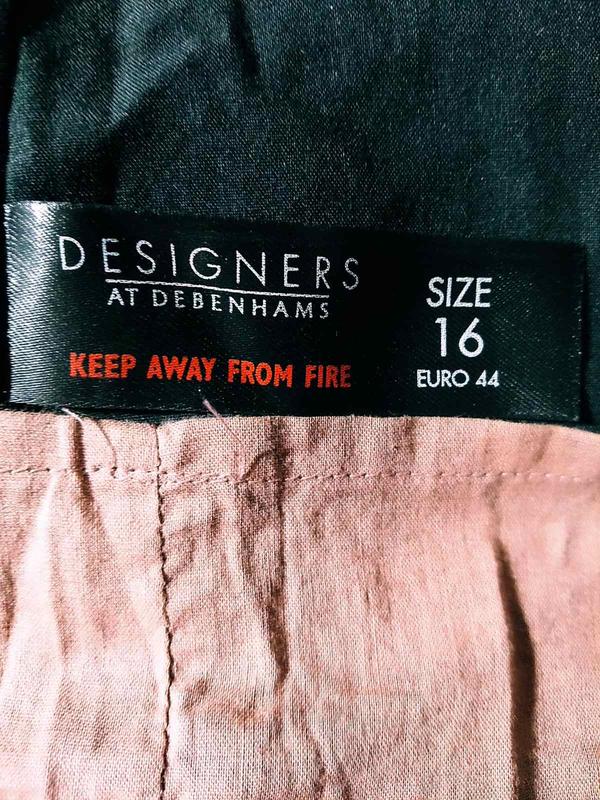 DESIGNERS
AT DEBENHAMS
KEEP AWAY FROM FIRE
SIZE
16
EURO 44